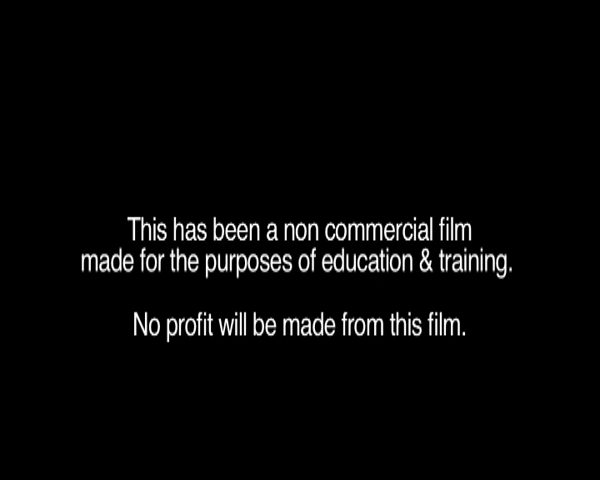 This has been a non commercial film
made for the purposes of education & training.
No profit will be made from this film.